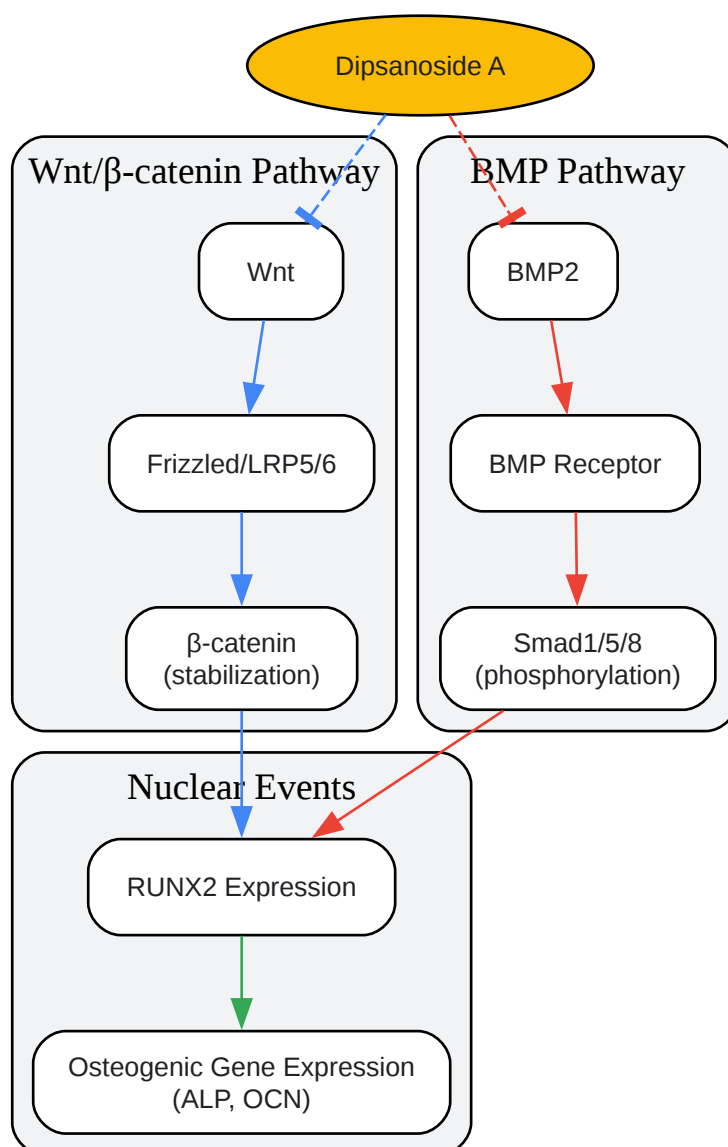 Dipsanoside A
Wnt/β-catenin Pathway
Wnt
Frizzled/LRP5/6
β-catenin
(stabilization)
BMP Pathway
BMP2
BMP Receptor
Smad1/5/8
(phosphorylation)
Nuclear Events
RUNX2 Expression
Osteogenic Gene Expression
(ALP, OCN)